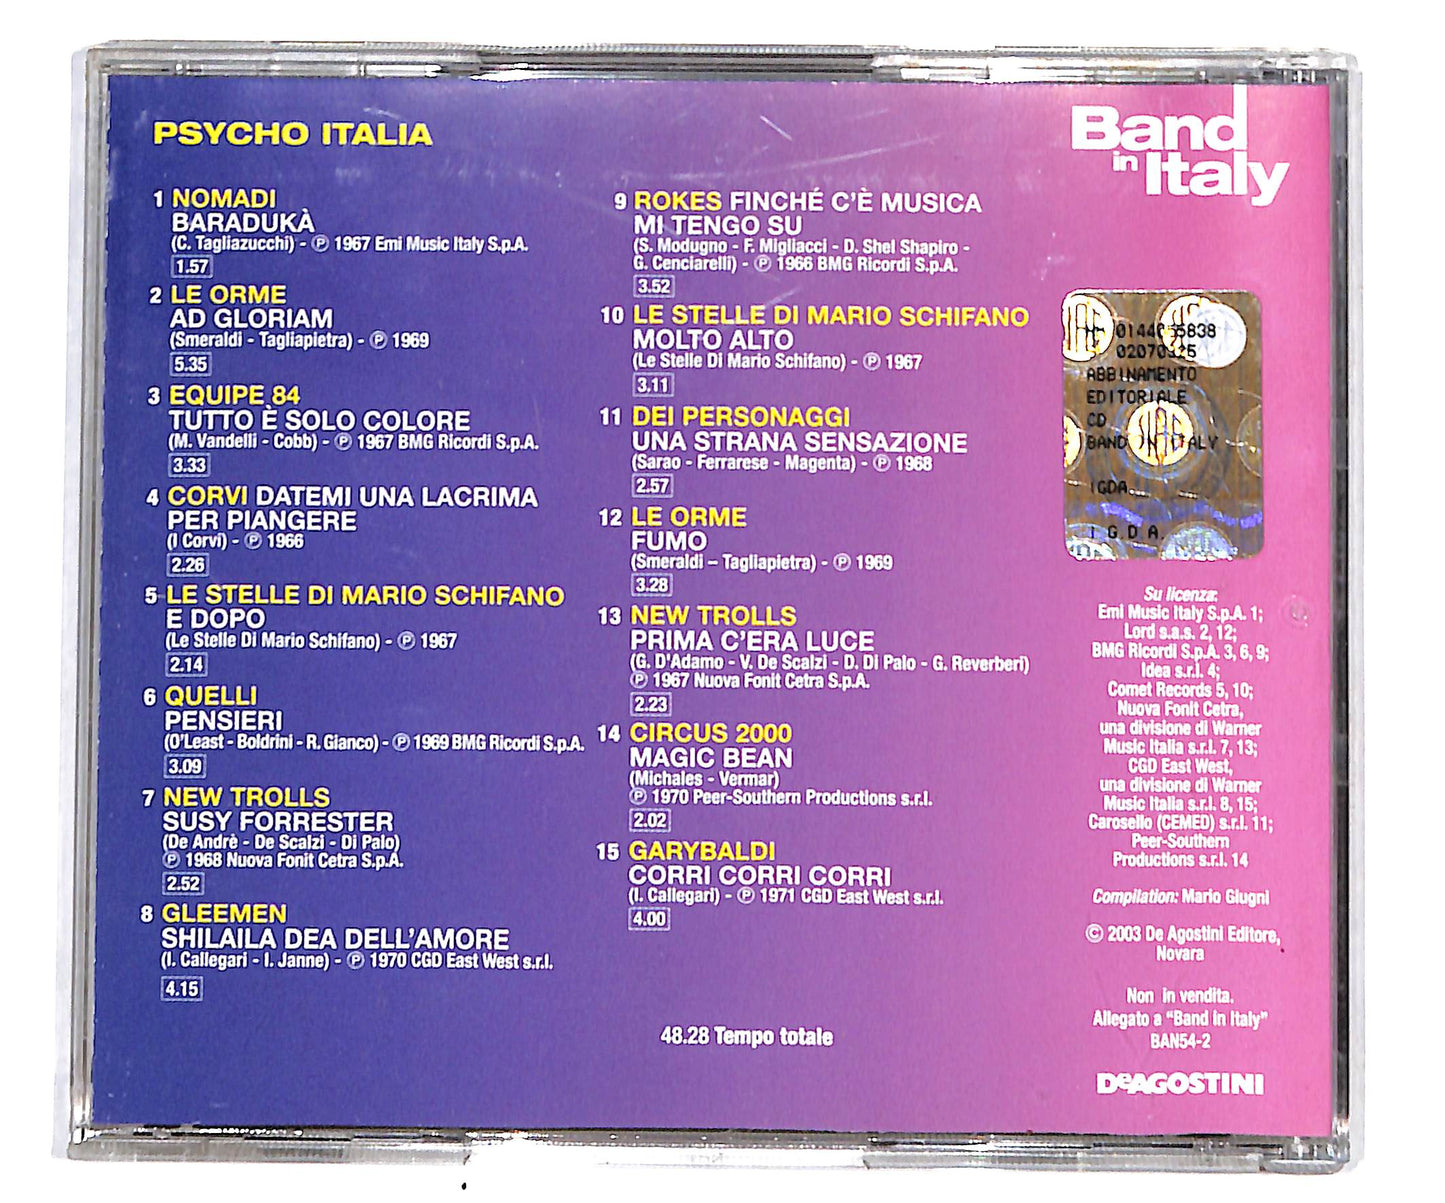 PSYCHO ITALIA
1 NOMADI
BARADUKÀ
(C. Tagliazucchi) - Ⓟ 1967 Emi Music Italy S.p.A.
1.57
2 LE ORME
AD GLORIAM
(Smeraldi - Tagliapietra) - Ⓟ 1969
5.35
3 EQUIPE 84
TUTTO È SOLO COLORE
(M. Vandelli - Cobb) - Ⓟ 1967 BMG Ricordi S.p.A.
3.33
4 CORVI DATEMI UNA LACRIMA
PER PIANGERE
(I Corvi) - Ⓟ 1966
2.26
5 LE STELLE DI MARIO SCHIFANO
E DOPO
(Le Stelle Di Mario Schifano) - Ⓟ 1967
2.14
6 QUELLI
PENSIERI
(O'Least - Boldrini - R. Gianco) - Ⓟ 1969 BMG Ricordi S.p.A.
3.09
7 NEW TROLLS
SUSY FORRESTER
(De Andrè - De Scalzi - Di Palo)
Ⓟ 1968 Nuova Fonit Cetra S.p.A.
2.52
8 GLEEMEN
SHILAILA DEA DELL'AMORE
(I. Callegari - I. Janne) - Ⓟ 1970 CGD East West s.r.l.
4.15
9 ROKES FINCHÉ C'È MUSICA
MI TENGO SU
(S. Modugno - F. Migliacci - D. Shel Shapiro -
G. Cenciarelli) - Ⓟ 1966 BMG Ricordi S.p.A.
3.52
10 LE STELLE DI MARIO SCHIFANO
MOLTO ALTO
(Le Stelle Di Mario Schifano) - Ⓟ 1967
3.11
11 DEI PERSONAGGI
UNA STRANA SENSAZIONE
(Sarao - Ferrarese - Magenta) - Ⓟ 1968
2.57
12 LE ORME
FUMO
(Smeraldi – Tagliapietra) - Ⓟ 1969
3.28
13 NEW TROLLS
PRIMA C'ERA LUCE
(G. D'Adamo - V. De Scalzi - D. Di Palo - G. Reverberi)
Ⓟ 1967 Nuova Fonit Cetra S.p.A.
2.23
14 CIRCUS 2000
MAGIC BEAN
(Michales - Vermar)
Ⓟ 1970 Peer-Southern Productions s.r.l.
2.02
15 GARYBALDI
CORRI CORRI CORRI
(I. Callegari) - Ⓟ 1971 CGD East West s.r.l.
4.00
48.28 Tempo totale
Band
in Italy
ABBINAMENTO
EDITORIALE
CD
BAND IN ITALY
IGDA
I G.D.A.
SIAE
Su licenza:
Emi Music Italy S.p.A. 1;
Lord s.a.s. 2, 12;
BMG Ricordi S.p.A. 3, 6, 9;
Idea s.r.l. 4;
Comet Records 5, 10;
Nuova Fonit Cetra,
una divisione di Warner
Music Italia s.r.l. 7, 13;
CGD East West,
una divisione di Warner
Music Italia s.r.l. 8, 15;
Carosello (CEMED) s.r.l. 11;
Peer-Southern
Productions s.r.l. 14
Compilation: Mario Giugni
© 2003 De Agostini Editore,
Novara
Non in vendita.
Allegato a "Band in Italy"
BAN54-2
DeAGOSTINI